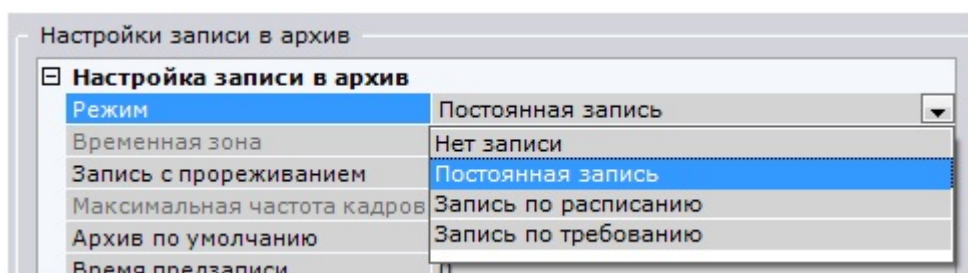 Настройки записи в архив
Настройка записи в архив
Режим Постоянная запись
Временная зона Нет записи
Запись с прореживанием Постоянная запись
Максимальная частота кадров Запись по расписанию
Архив по умолчанию Запись по требованию
Время предзаписи 0